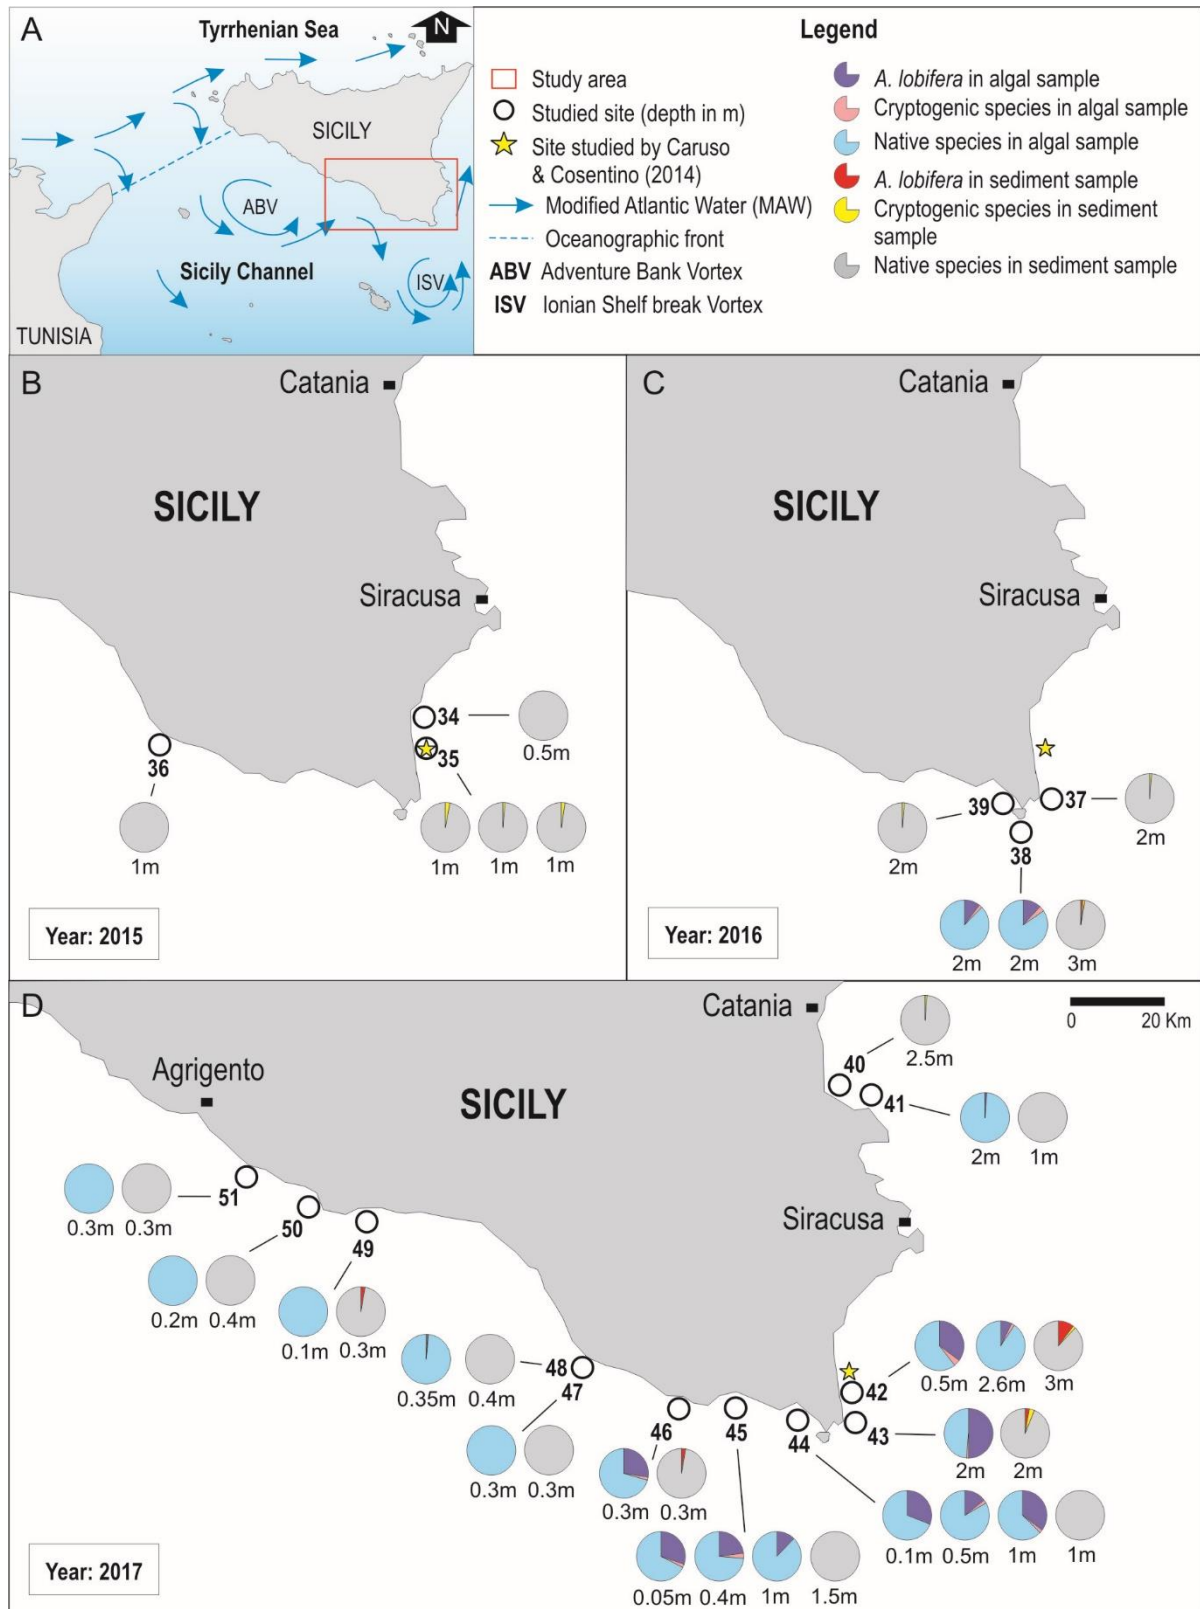 A
Tyrrhenian Sea
N
SICILY
ABV
Sicily Channel
ISV
TUNISIA
Legend
Study area
Studied site (depth in m)
Site studied by Caruso
& Cosentino (2014)
Modified Atlantic Water (MAW)
Oceanographic front
ABV Adventure Bank Vortex
ISV Ionian Shelf break Vortex
A. lobifera in algal sample
Cryptogenic species in algal sample
Native species in algal sample
A. lobifera in sediment sample
Cryptogenic species in sediment
sample
Native species in sediment sample
B
Catania
SICILY
Siracusa
34
0.5m
35
36
1m
1m 1m 1m
Year: 2015
C
Catania
SICILY
Siracusa
39
37
2m
2m
38
2m 2m 3m
Year: 2016
D
Catania
0 20 Km
2.5m
40
Agrigento
SICILY
41
2m 1m
51
0.3m 0.3m
Siracusa
50
49
0.2m 0.4m
0.1m 0.3m
48
0.35m 0.4m
47
42
0.5m 2.6m 3m
46
45
44
43
0.3m 0.3m
0.3m 0.3m
2m 2m
0.1m 0.5m 1m 1m
0.05m 0.4m 1m 1.5m
Year: 2017